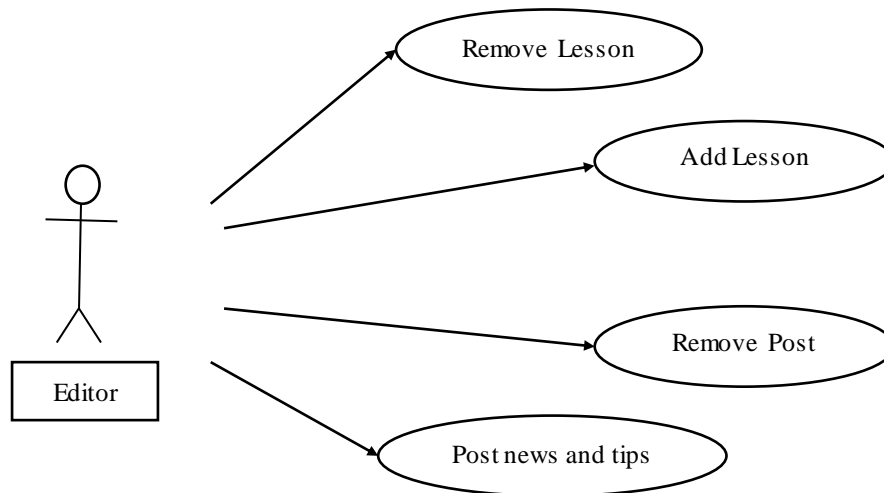 Remove Lesson
Add Lesson
Remove Post
Editor
Post news and tips